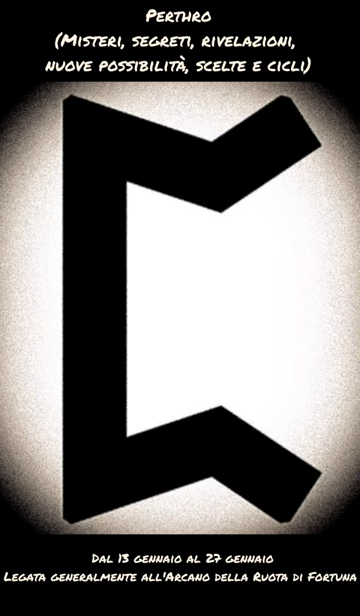 Perthro
(Misteri, segreti, rivelazioni,
nuove possibilità, scelte e cicli)
Dal 13 gennaio al 27 gennaio
Legata generalmente all'Arcano della Ruota di Fortuna